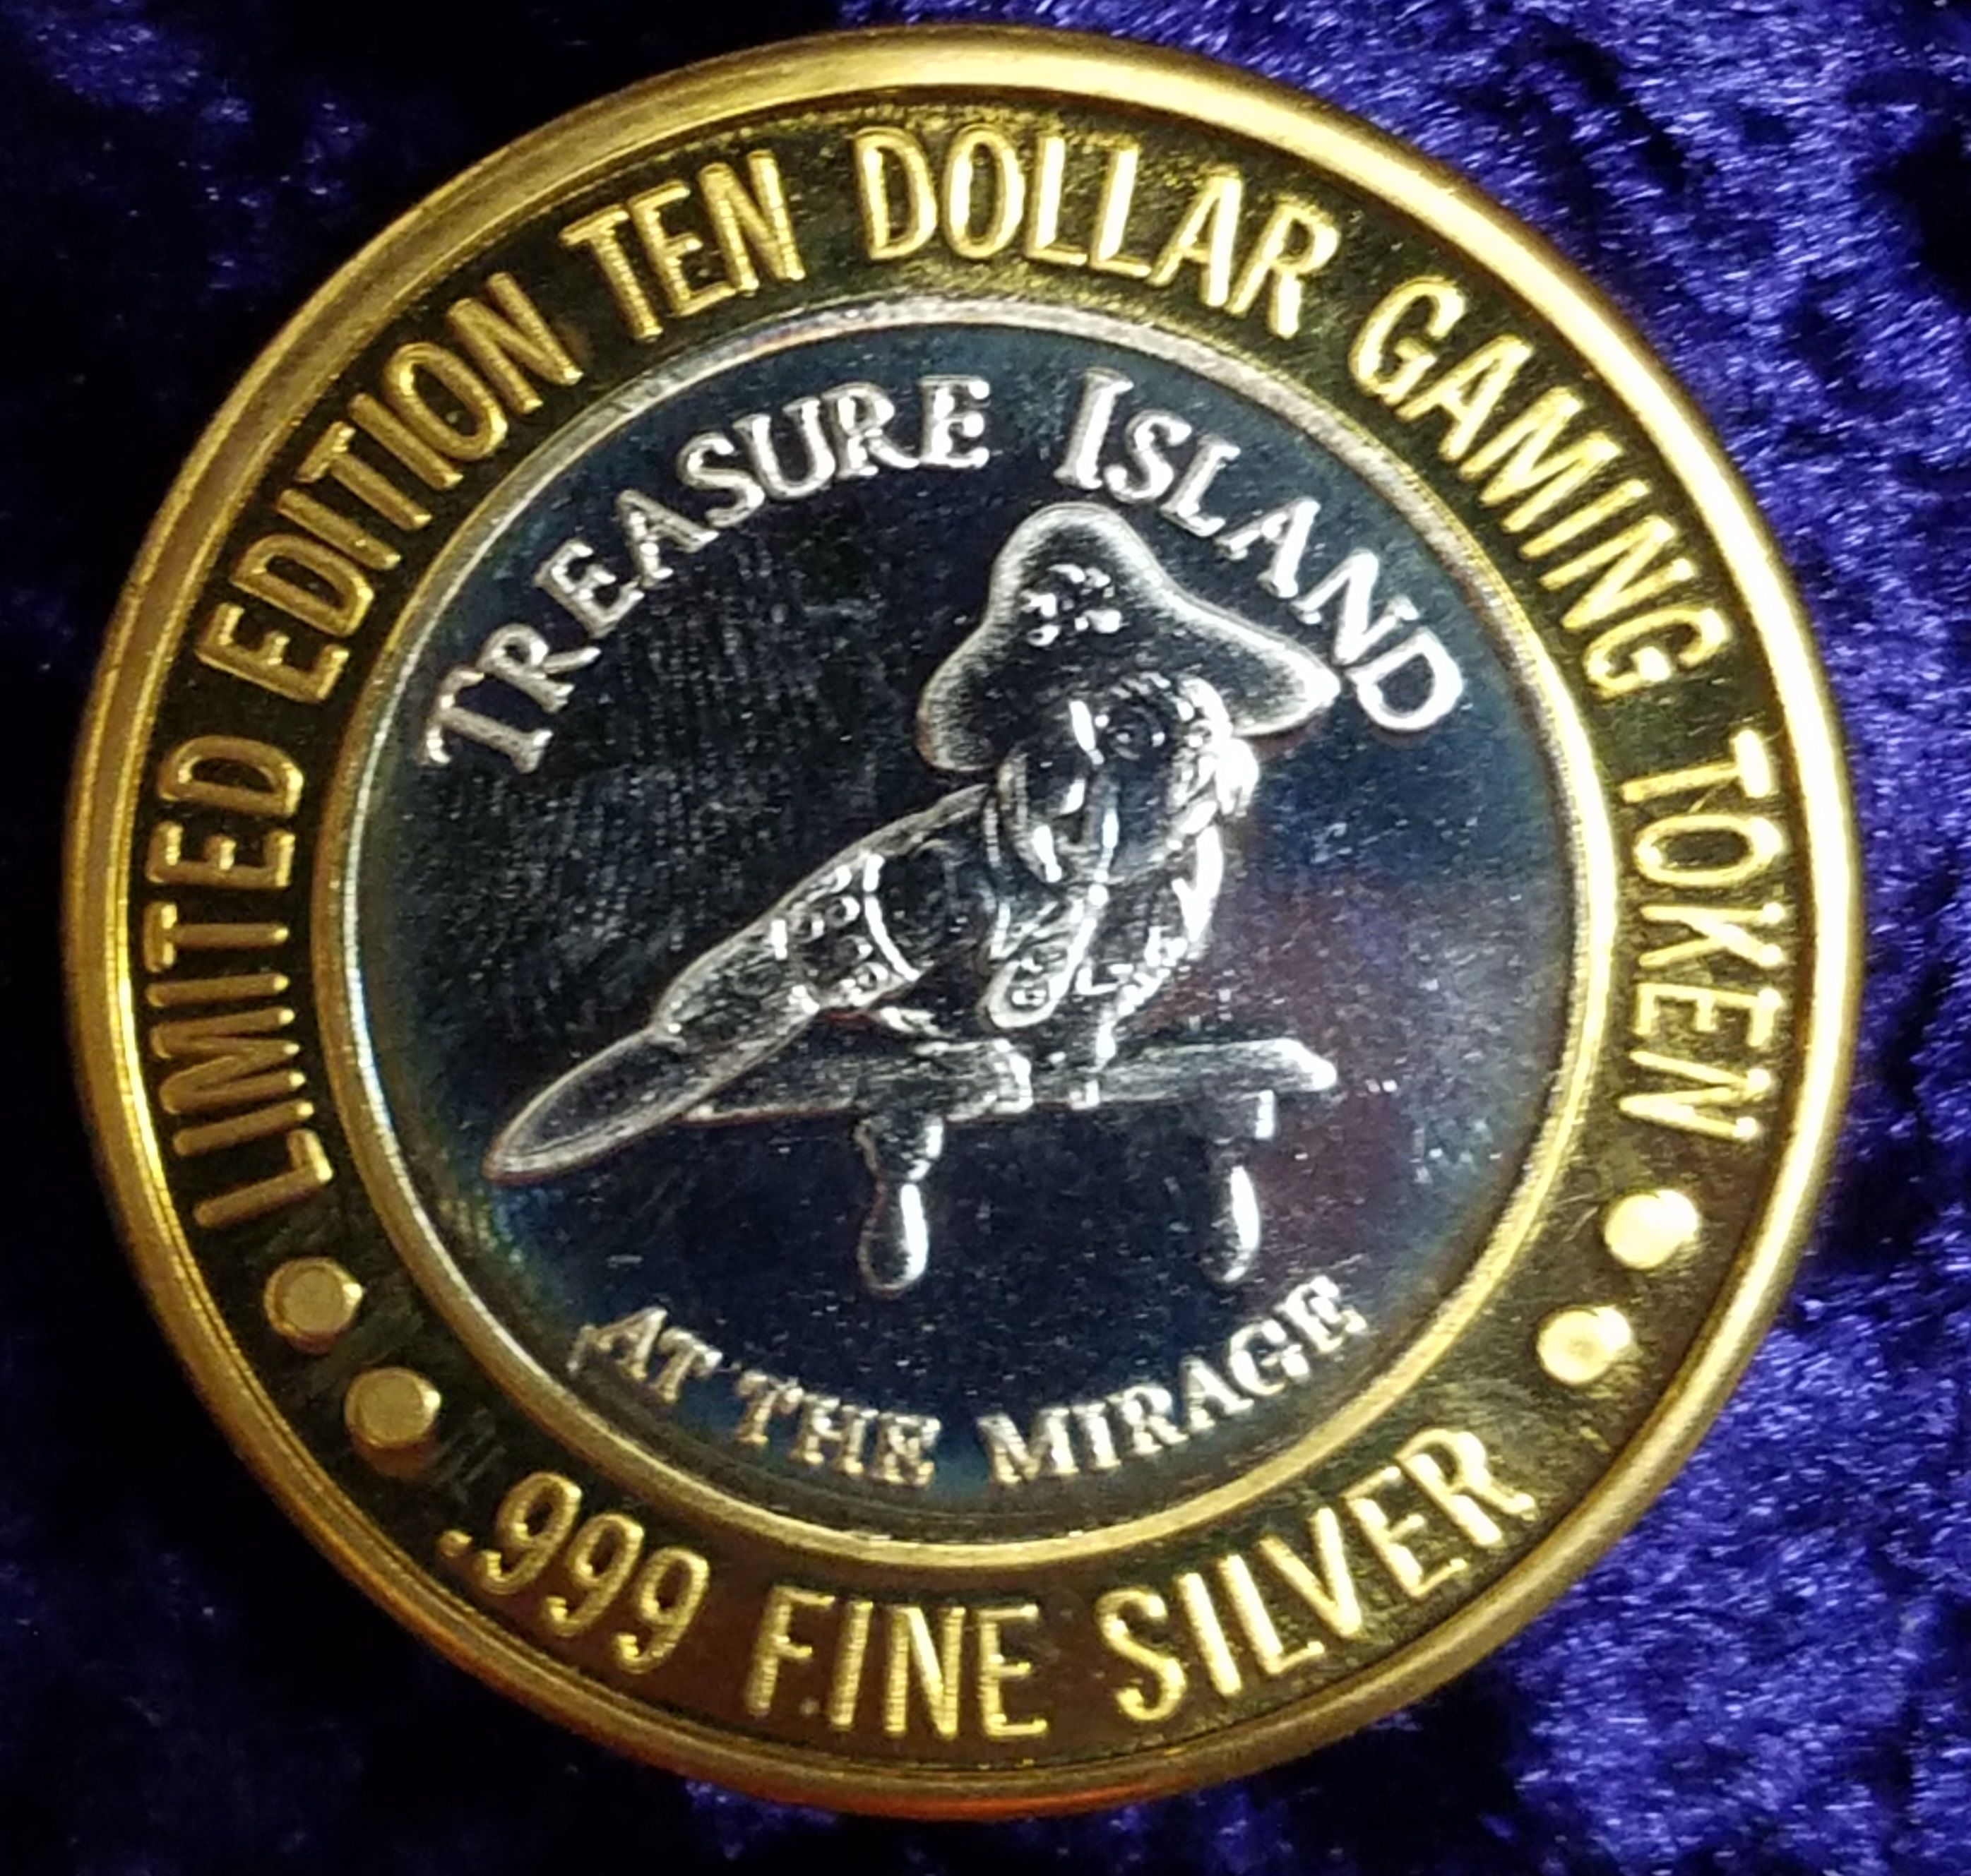 LIMITED EDITION TEN DOLLAR GAMING TOKEN
TREASURE ISLAND
AT THE MIRAGE
.999 FINE SILVER